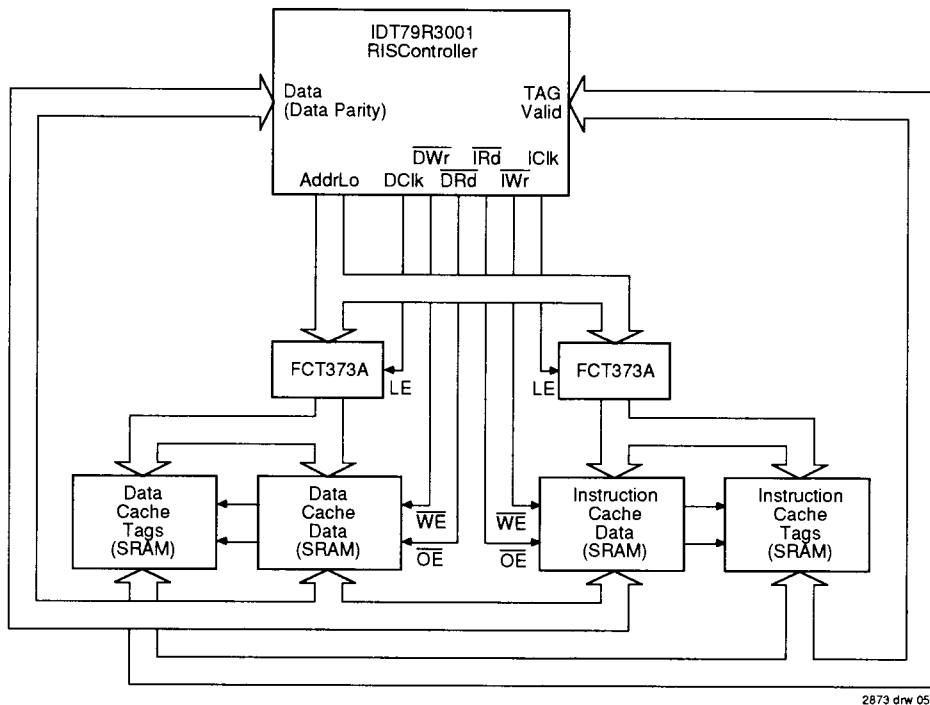 IDT79R3001
RISController
Data
(Data Parity)
TAG
Valid
DWr
IRd
IClk
AddrLo
DClk
DRd
IWr
FCT373A
LE
LE
FCT373A
Data
Cache
Tags
(SRAM)
Data
Cache
Data
(SRAM)
WE
OE
WE
OE
Instruction
Cache
Data
(SRAM)
Instruction
Cache
Tags
(SRAM)
2873 drw 05